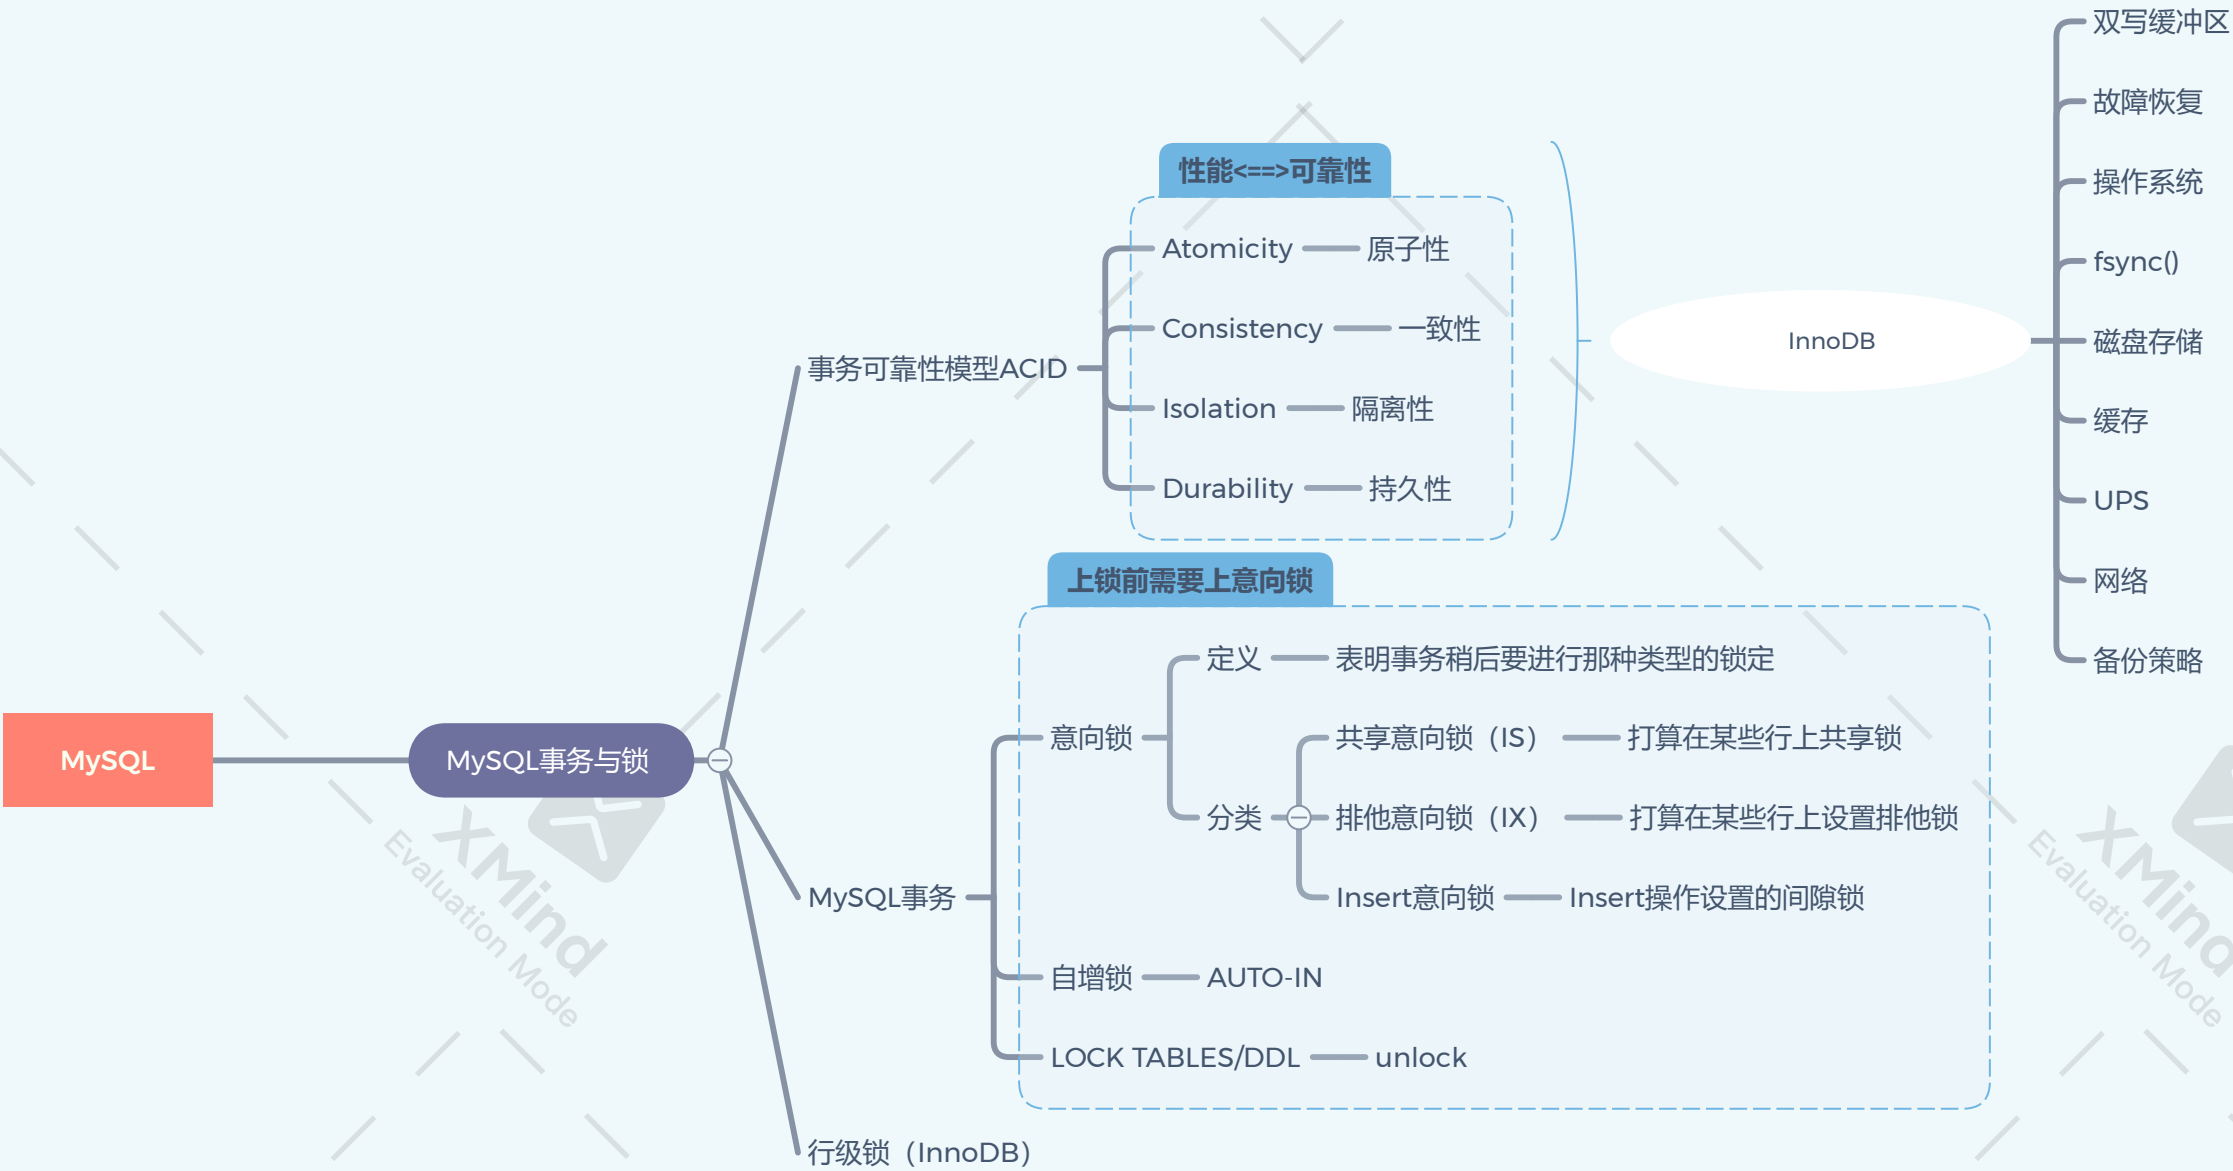 MySQL
MySQL事务与锁
事务可靠性模型ACID
性能<==>可靠性
Atomicity
原子性
Consistency
一致性
Isolation
隔离性
Durability
持久性
InnoDB
双写缓冲区
故障恢复
操作系统
fsync()
磁盘存储
缓存
UPS
网络
备份策略
MySQL事务
上锁前需要上意向锁
意向锁
定义
表明事务稍后要进行那种类型的锁定
分类
共享意向锁（IS）
打算在某些行上共享锁
排他意向锁（IX）
打算在某些行上设置排他锁
Insert意向锁
Insert操作设置的间隙锁
自增锁
AUTO-IN
LOCK TABLES/DDL
unlock
行级锁（InnoDB）
XMind
Evaluation Mode
XMind
Evaluation Mode